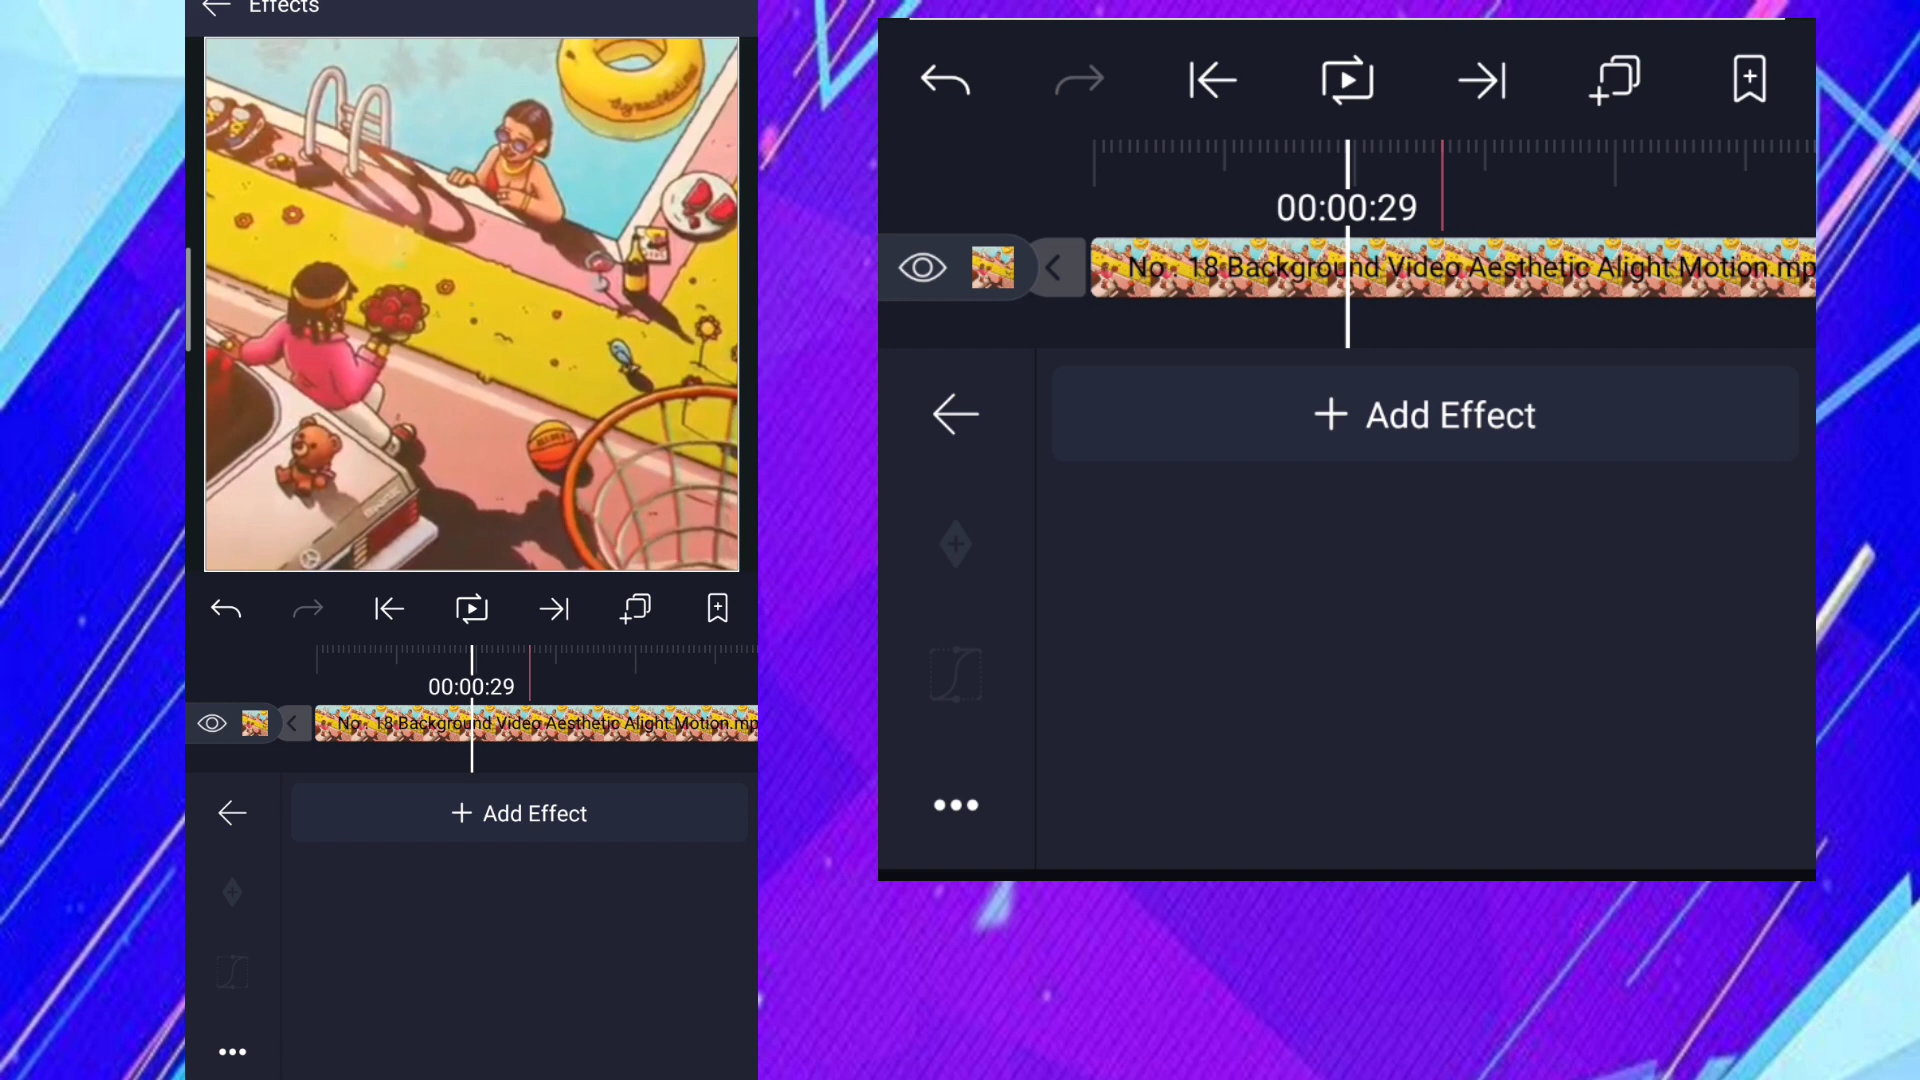 Effects
00:00:29
No - 18 Background Video Aesthetic Alight Motion.mp
+ Add Effect
00:00:29
No - 18 Background Video Aesthetic Alight Motion.mp
+ Add Effect